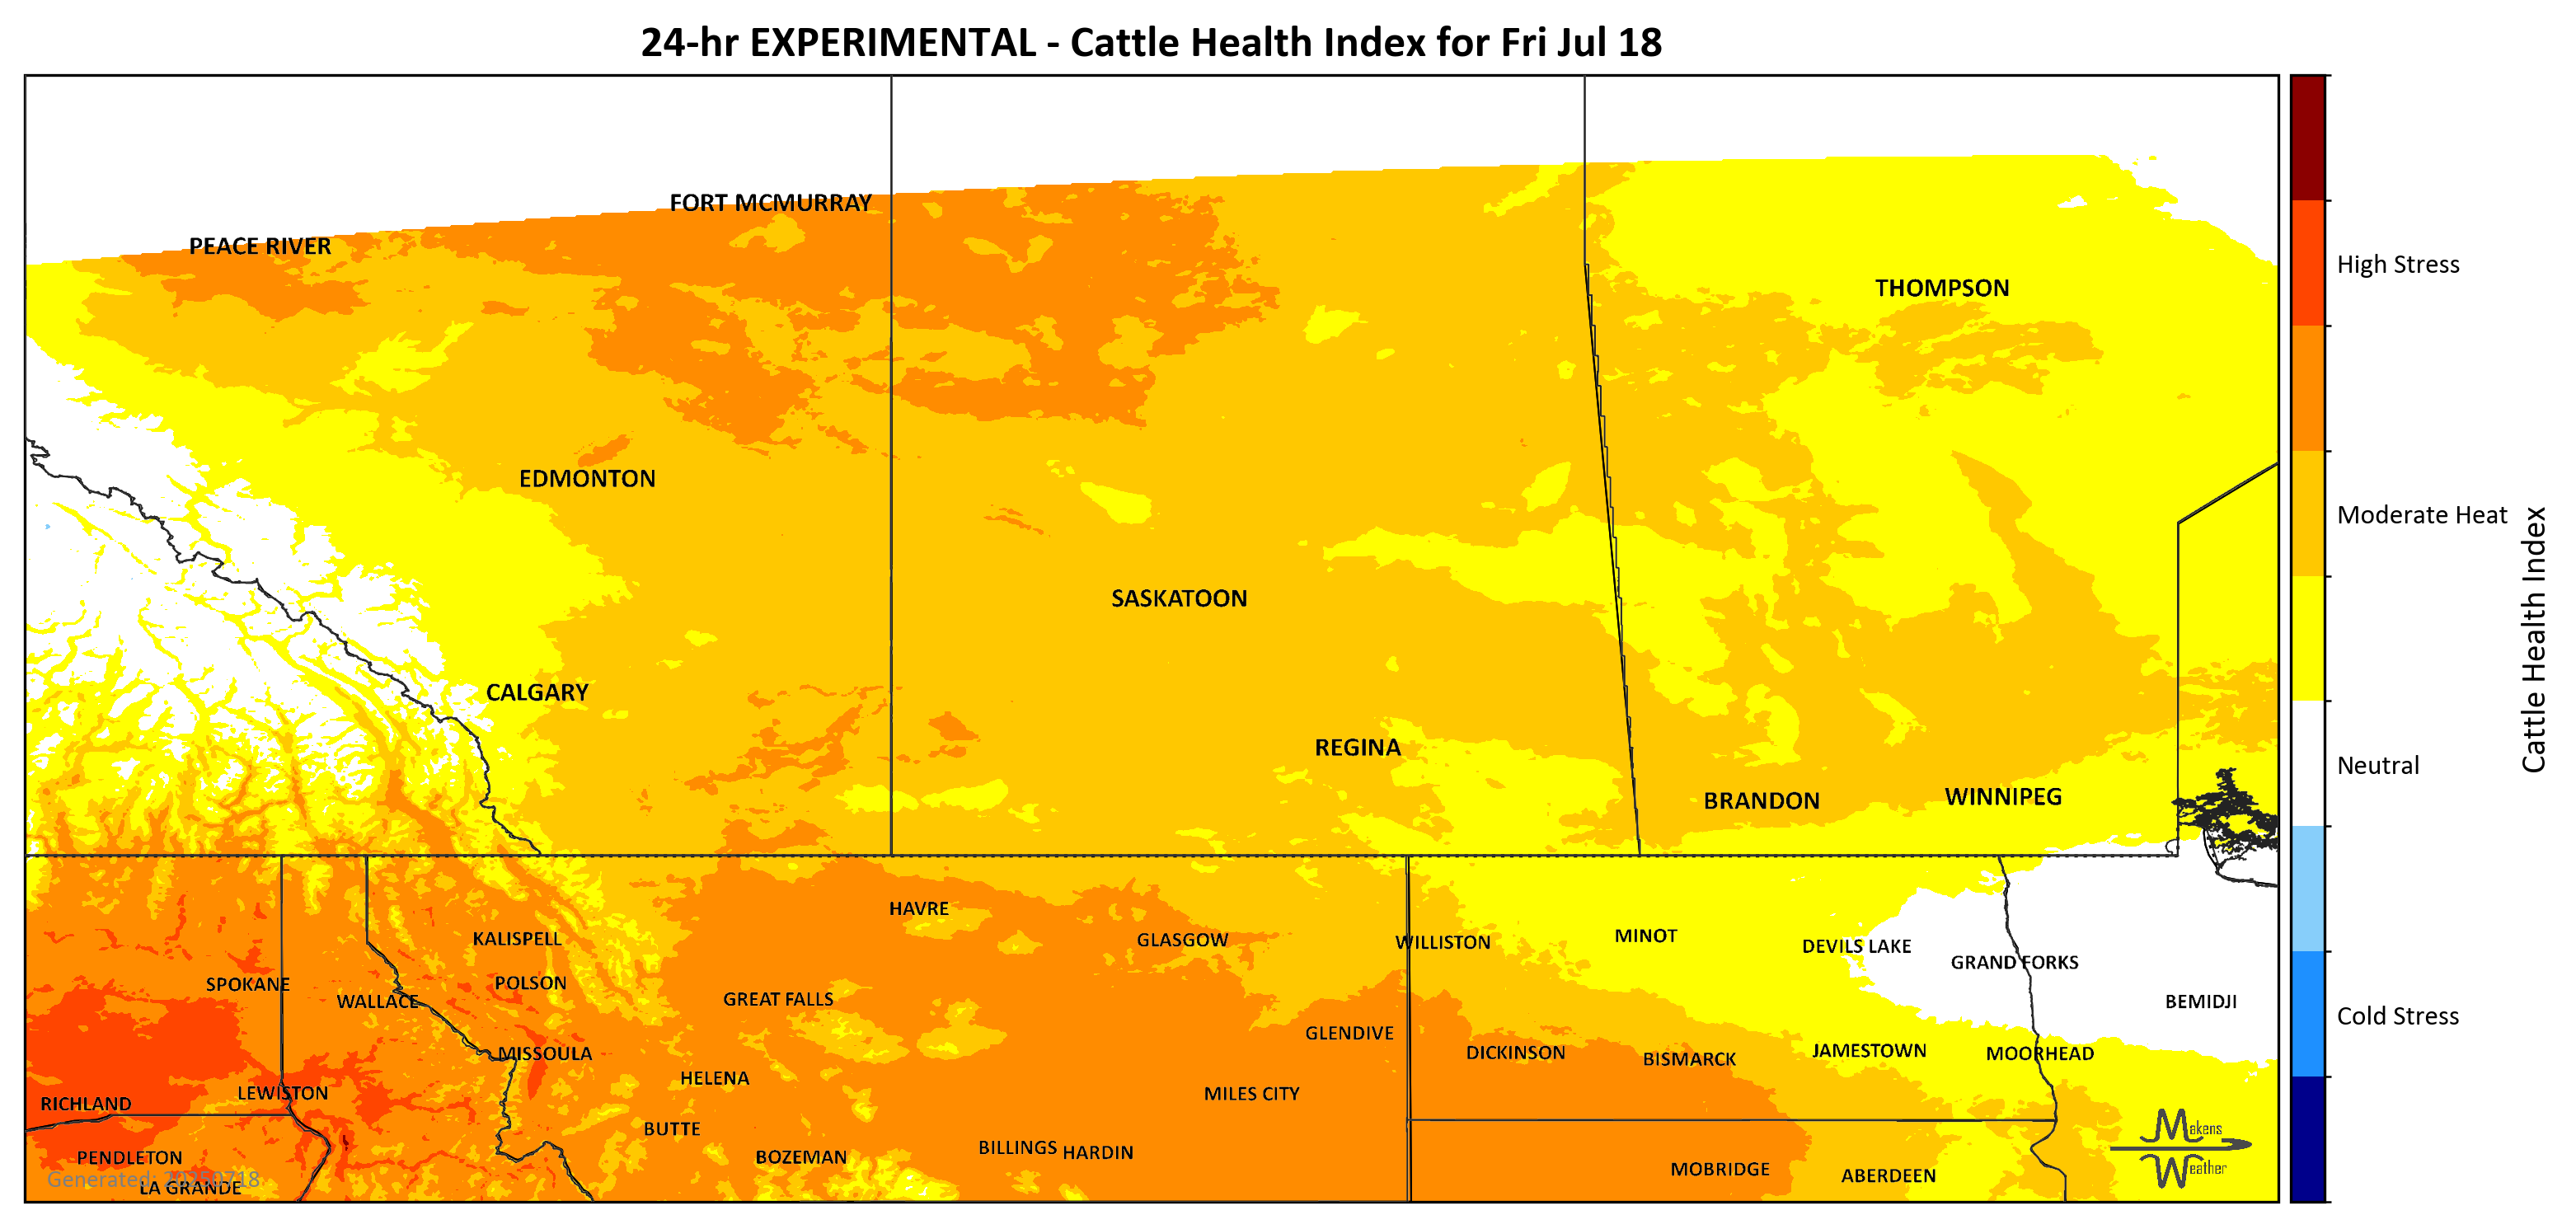 24-hr EXPERIMENTAL - Cattle Health Index for Fri Jul 18
FORT MCMURRAY
PEACE RIVER
High Stress
THOMPSON
EDMONTON
Moderate Heat
SASKATOON
Cattle Health Index
CALGARY
REGINA
Neutral
BRANDON
WINNIPEG
HAVRE
KALISPELL
GLASGOW
WILLISTON
MINOT
DEVILS LAKE
GRAND FORKS
SPOKANE
POLSON
WALLACE
GREAT FALLS
BEMIDJI
Cold Stress
GLENDIVE
MISSOULA
DICKINSON
BISMARCK
JAMESTOWN
MOORHEAD
HELENA
LEWISTON
MILES CITY
RICHLAND
BUTTE
Makens
Weather
PENDLETON
BOZEMAN
BILLINGS
HARDIN
MOBRIDGE
ABERDEEN
Generated: 20250718
LA GRANDE